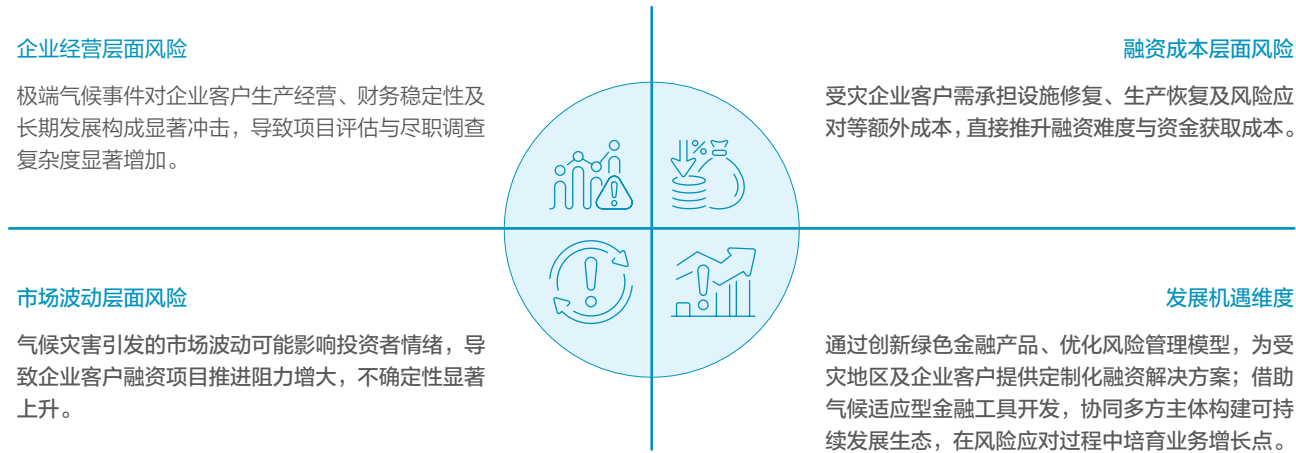 企业经营层面风险
极端气候事件对企业客户生产经营、财务稳定性及
长期发展构成显著冲击，导致项目评估与尽职调查
复杂度显著增加。
融资成本层面风险
受灾企业客户需承担设施修复、生产恢复及风险应
对等额外成本，直接推升融资难度与资金获取成本。
%
市场波动层面风险
气候灾害引发的市场波动可能影响投资者情绪，导
致企业客户融资项目推进阻力增大，不确定性显著
上升。
发展机遇维度
通过创新绿色金融产品、优化风险管理模型，为受
灾地区及企业客户提供定制化融资解决方案；借助
气候适应型金融工具开发，协同多方主体构建可持
续发展生态，在风险应对过程中培育业务增长点。